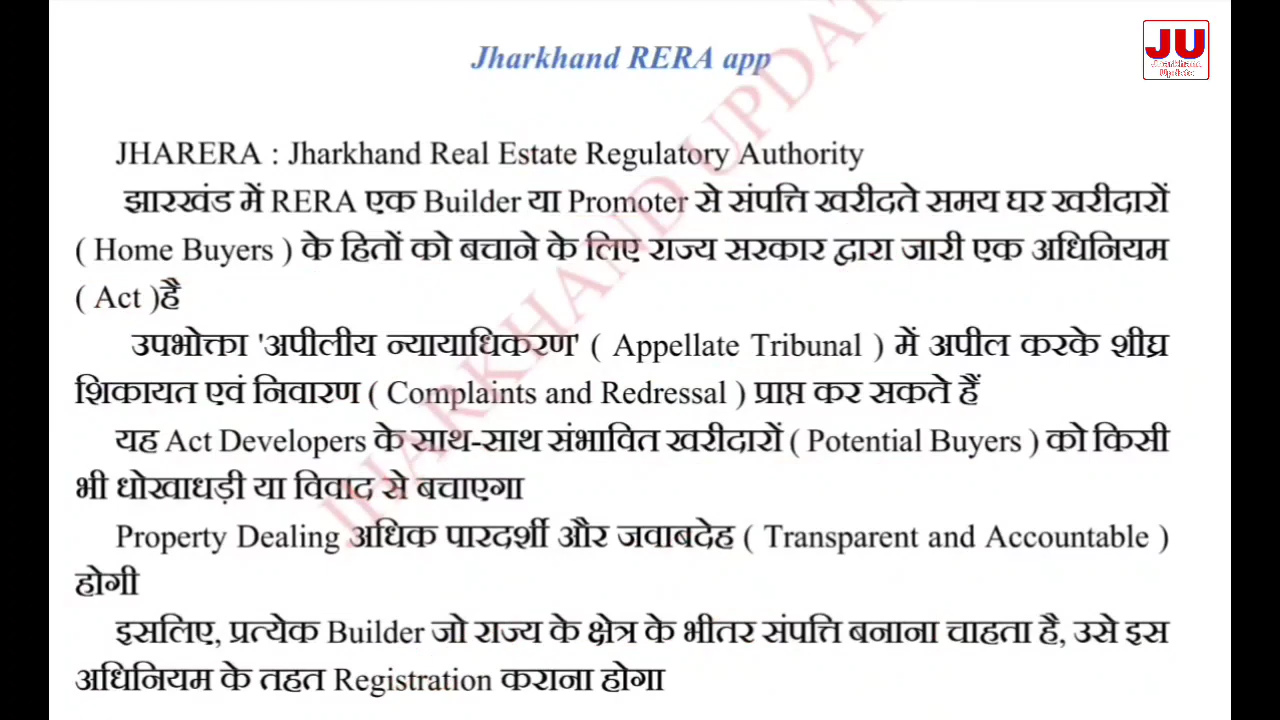 Jharkhand RERA app
JU
Jharkhand
Update
JHARERA : Jharkhand Real Estate Regulatory Authority
झारखंड में RERA एक Builder या Promoter से संपत्ति खरीदते समय घर खरीदारों
( Home Buyers ) के हितों को बचाने के लिए राज्य सरकार द्वारा जारी एक अधिनियम
( Act )है
उपभोक्ता 'अपीलीय न्यायाधिकरण' ( Appellate Tribunal ) में अपील करके शीघ्र
शिकायत एवं निवारण ( Complaints and Redressal ) प्राप्त कर सकते हैं
यह Act Developers के साथ-साथ संभावित खरीदारों ( Potential Buyers ) को किसी
भी धोखाधड़ी या विवाद से बचाएगा
Property Dealing अधिक पारदर्शी और जवाबदेह ( Transparent and Accountable )
होगी
इसलिए, प्रत्येक Builder जो राज्य के क्षेत्र के भीतर संपत्ति बनाना चाहता है, उसे इस
अधिनियम के तहत Registration कराना होगा
JHARKHAND UPDAT